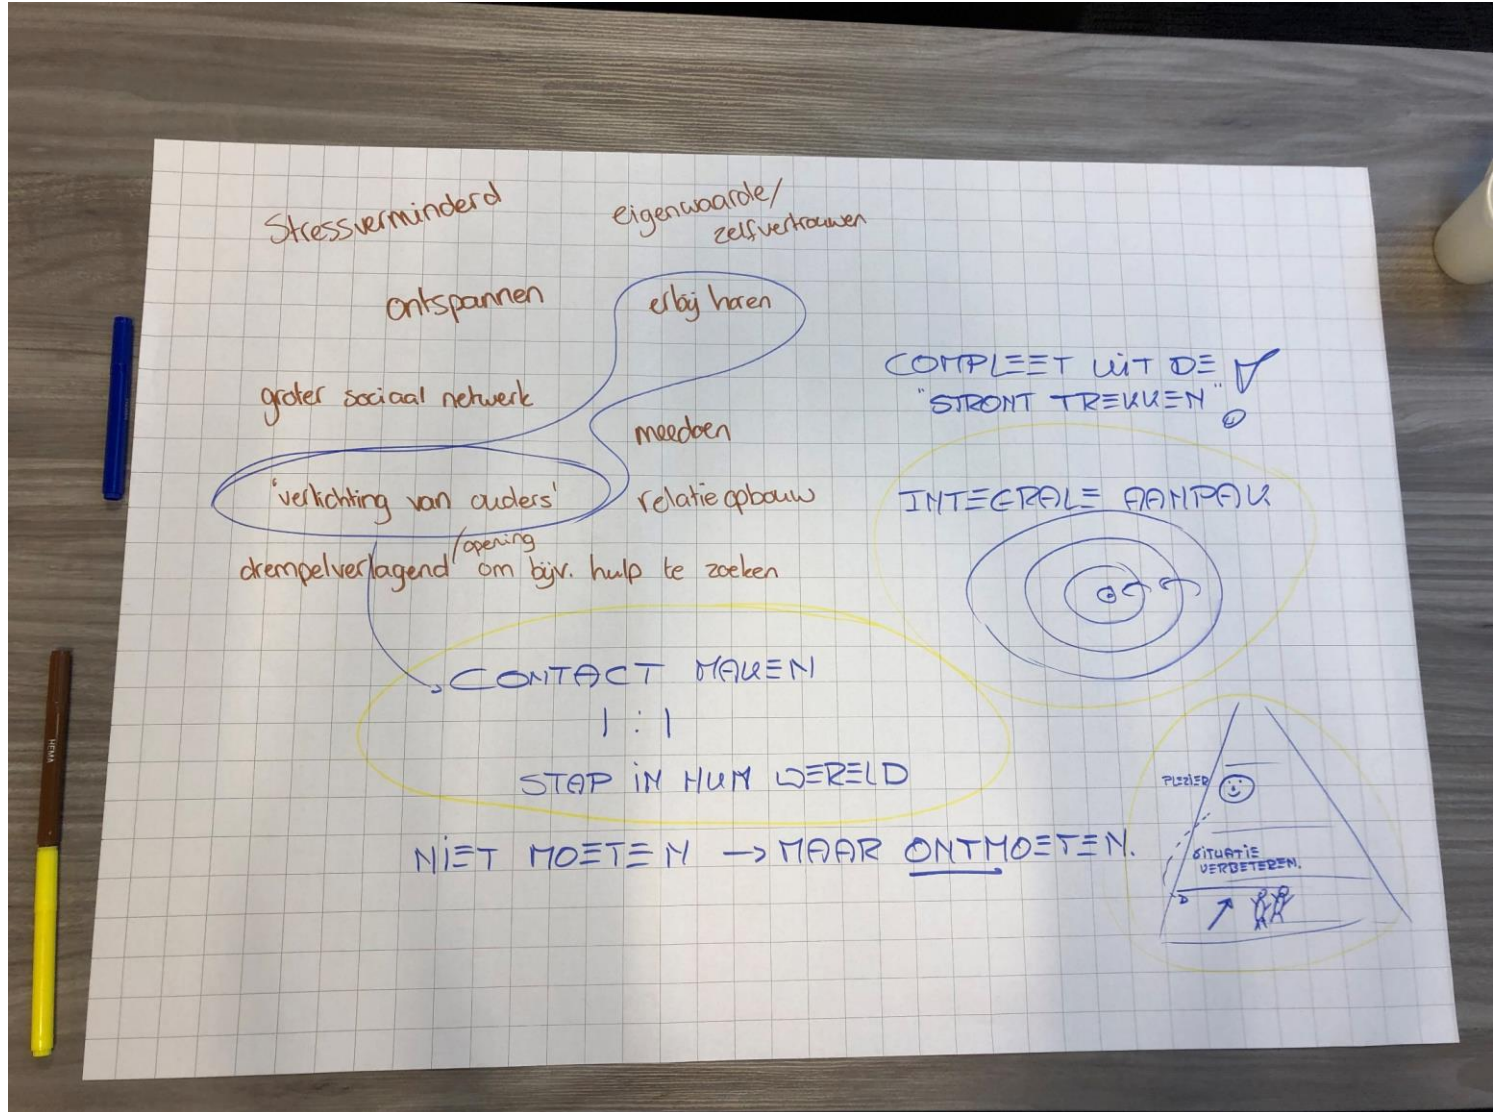 Stressverminderd
eigenwaarde/
zelfvertrouwen
ontspannen
erbij horen
groter sociaal netwerk
meedoen
'verlichting van ouders'
relatieopbouw
/opening
drempelverlagend om bijv. hulp te zoeken
COMPLEET UIT DE
"STRONT TREKKEN" !
INTEGRALE AANPAK
CONTACT MAKEN
1 : 1
STAP IN HUN WERELD
NIET MOETEN → MAAR ONTMOETEN.
PLEZIER
SITUATIE
VERBETEREN.
HEMA